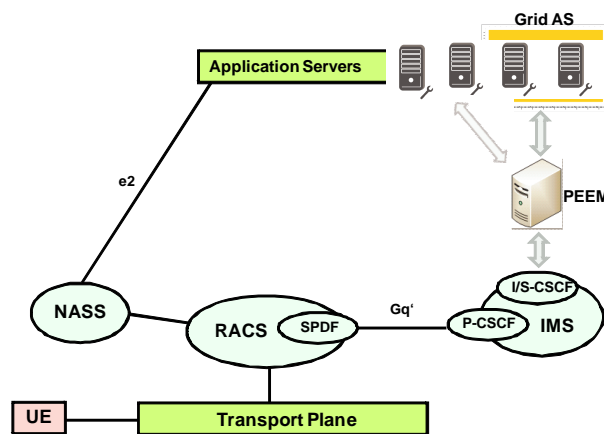 Grid AS
Application Servers
e2
PEEM
I/S-CSCF
NASS
RACS
SPDF
Gq‘
P-CSCF
IMS
UE
Transport Plane